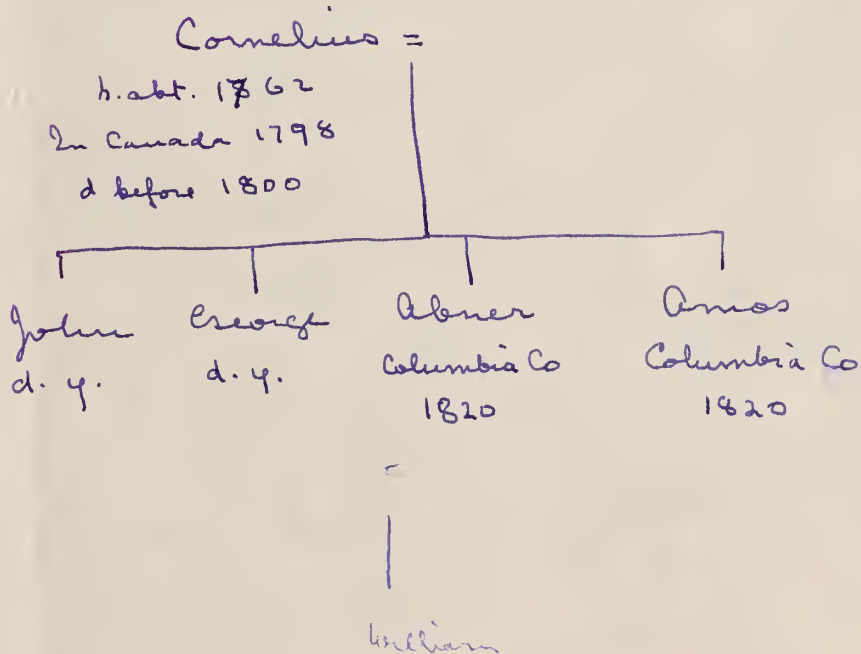 Cornelius =
b. abt. 1762
In Canada 1798
d before 1800
John George Abner Amos
d. y. d. y. Columbia Co Columbia Co
1820 1820
William